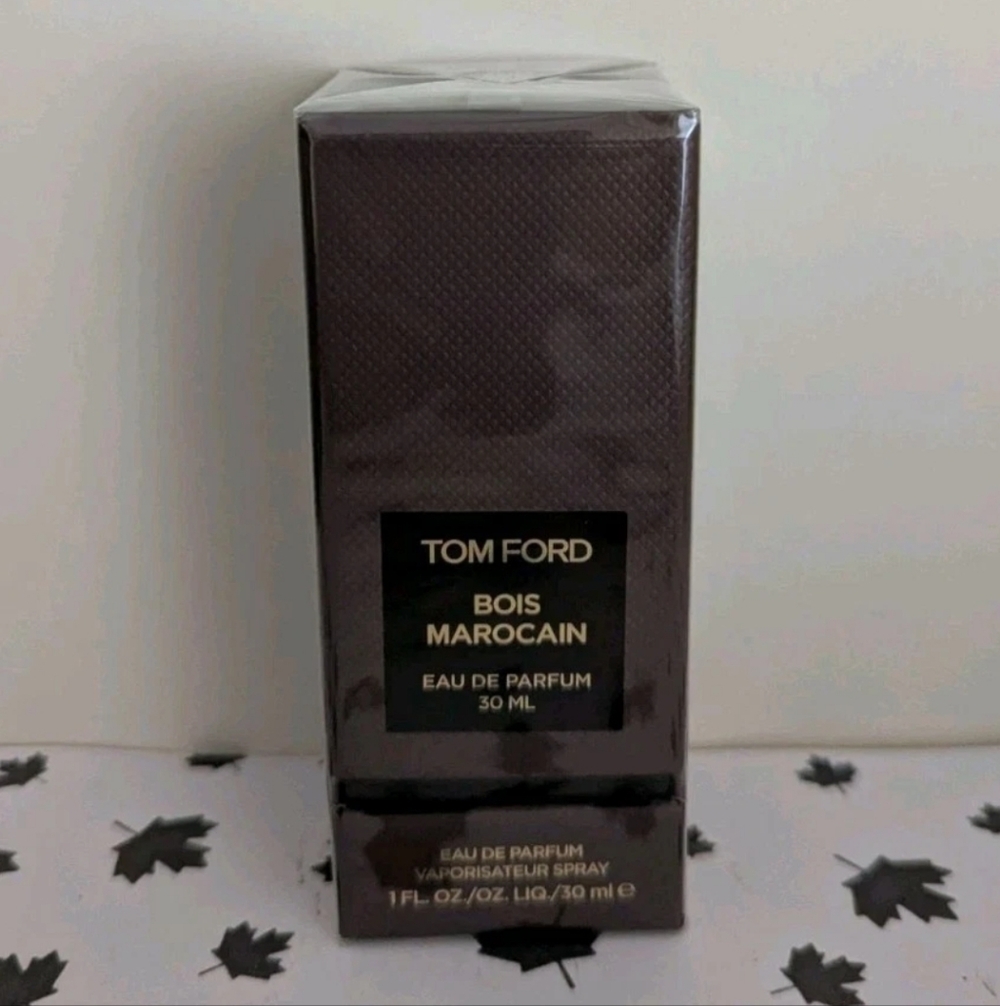 TOM FORD
BOIS
MAROCAIN
EAU DE PARFUM
30 ML
EAU DE PARFUM
VAPORISATEUR SPRAY
1 FL. OZ./OZ. LIQ./30 ml ℮